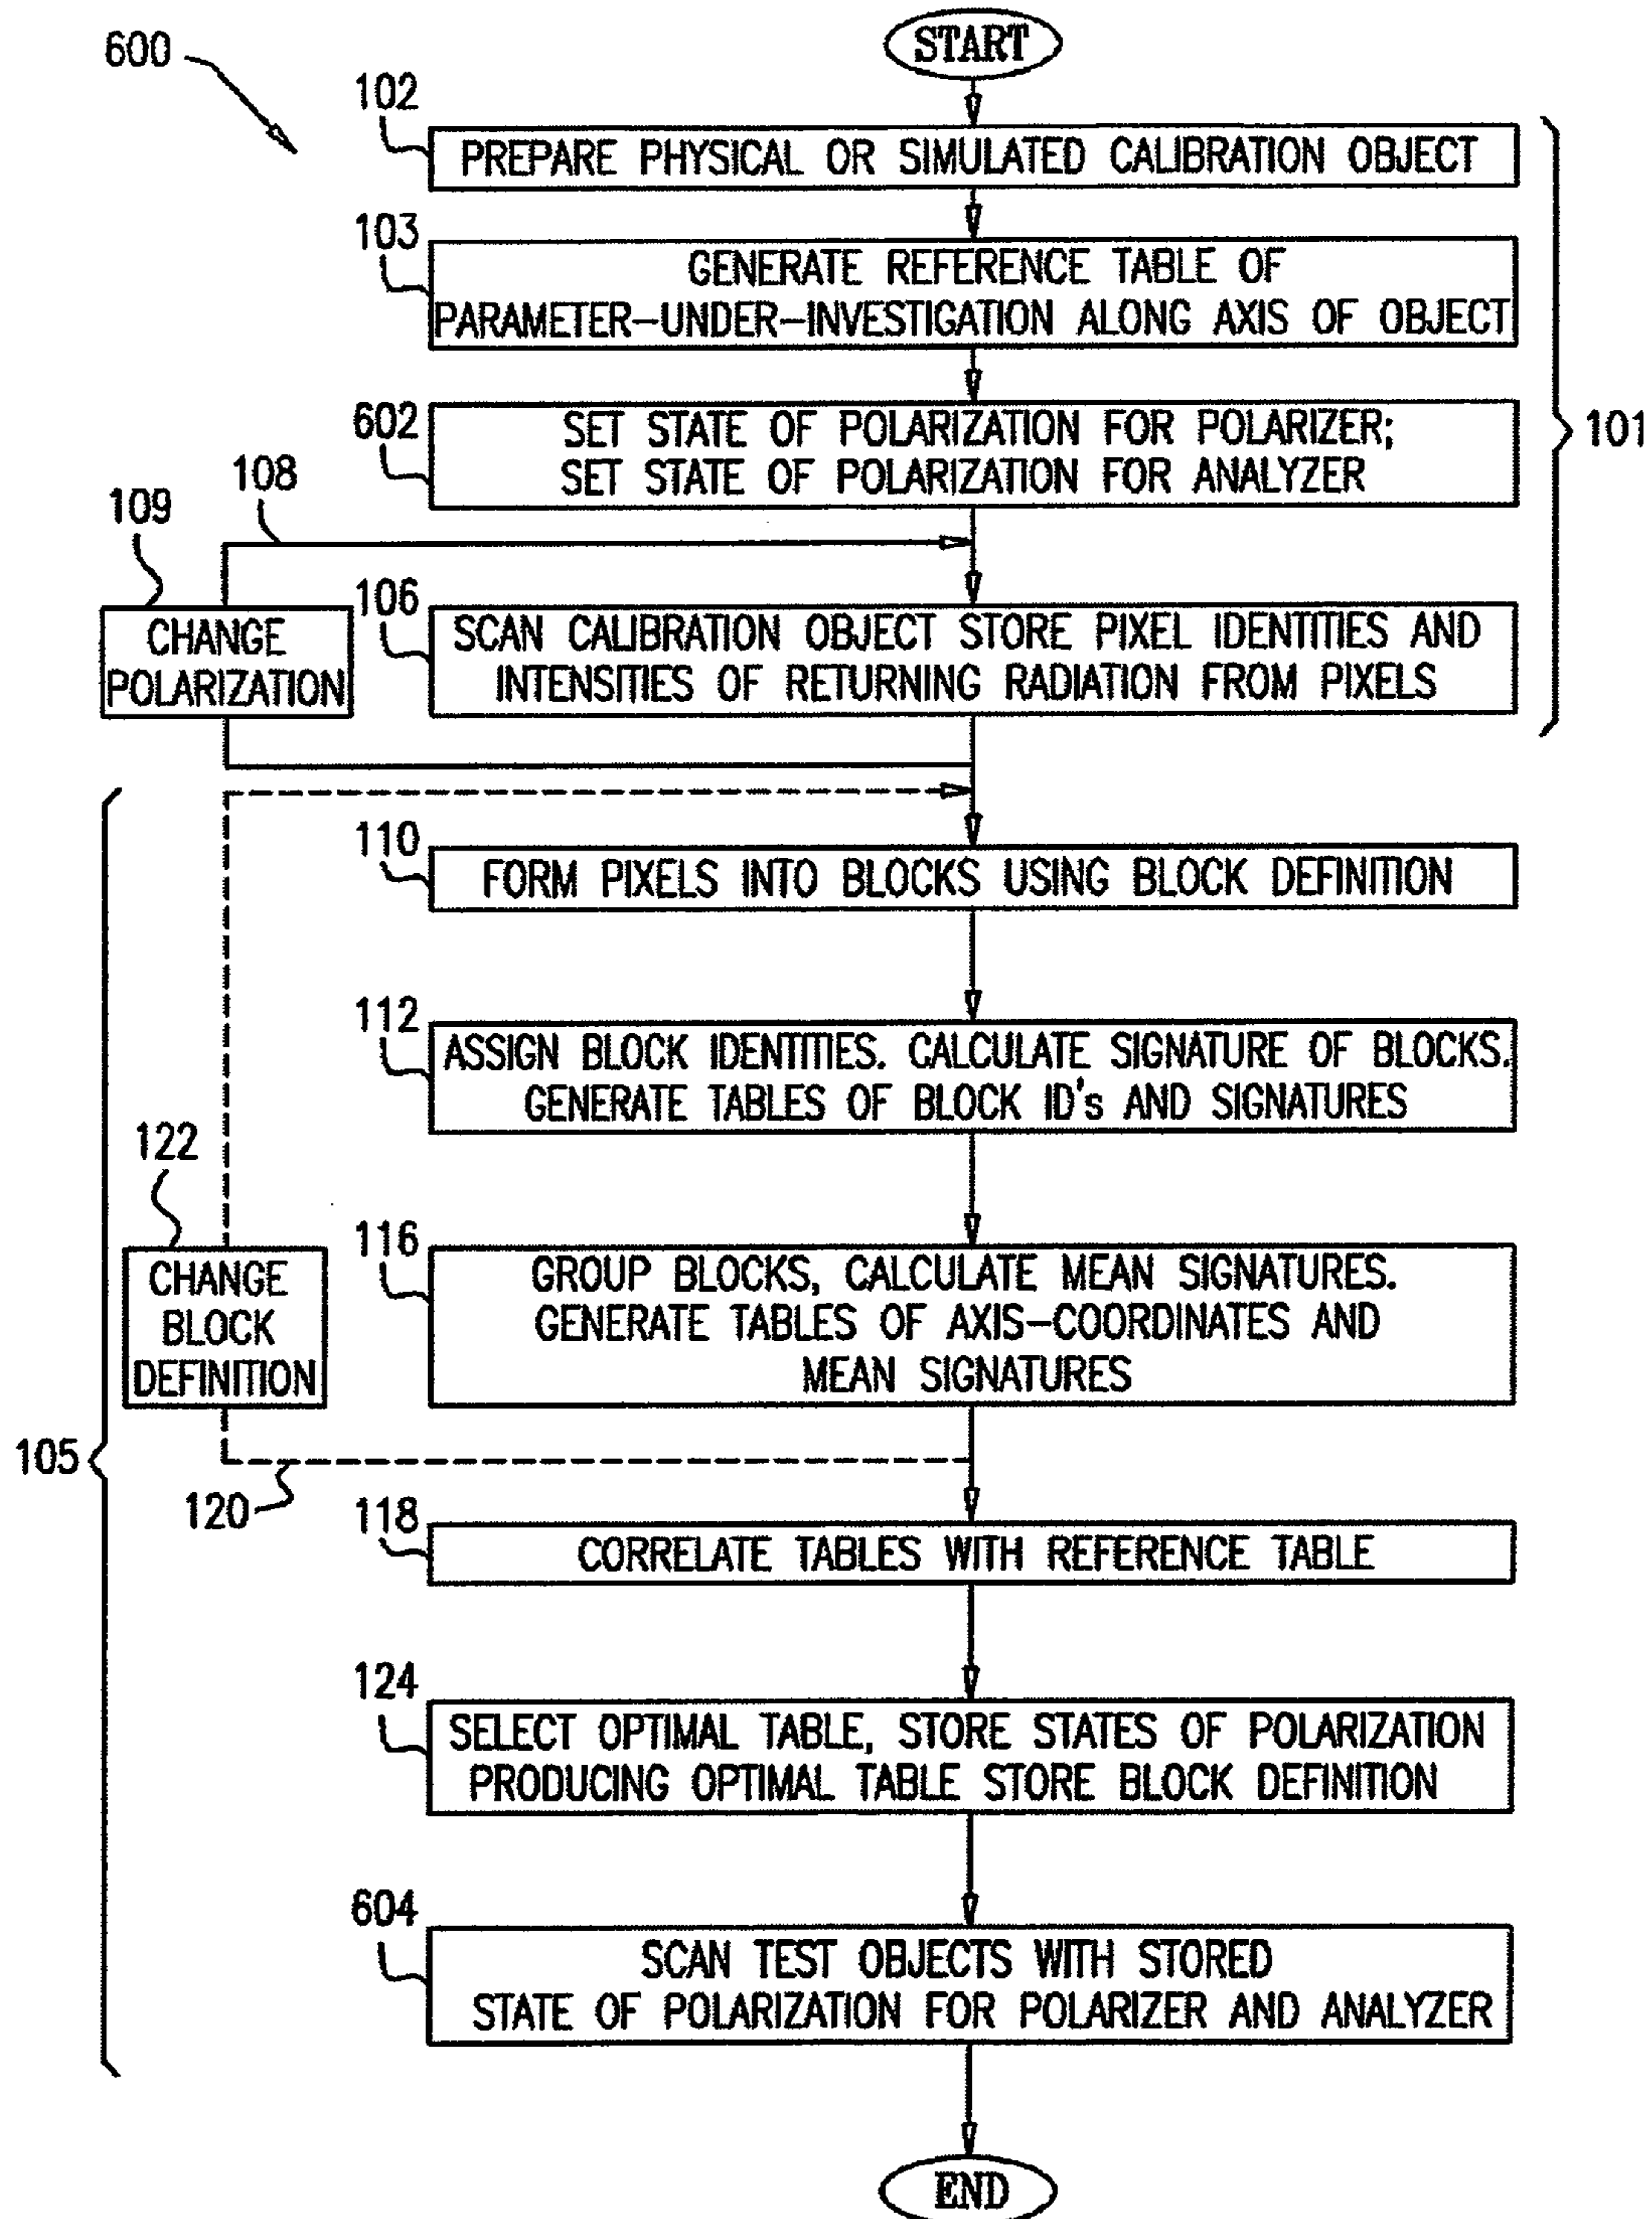 600
START
102
PREPARE PHYSICAL OR SIMULATED CALIBRATION OBJECT
103
GENERATE REFERENCE TABLE OF
PARAMETER-UNDER-INVESTIGATION ALONG AXIS OF OBJECT
602
SET STATE OF POLARIZATION FOR POLARIZER;
SET STATE OF POLARIZATION FOR ANALYZER
101
108
109
CHANGE
POLARIZATION
106
SCAN CALIBRATION OBJECT STORE PIXEL IDENTITIES AND
INTENSITIES OF RETURNING RADIATION FROM PIXELS
110
FORM PIXELS INTO BLOCKS USING BLOCK DEFINITION
112
ASSIGN BLOCK IDENTITIES. CALCULATE SIGNATURE OF BLOCKS.
GENERATE TABLES OF BLOCK ID's AND SIGNATURES
122
CHANGE
BLOCK
DEFINITION
116
GROUP BLOCKS, CALCULATE MEAN SIGNATURES.
GENERATE TABLES OF AXIS-COORDINATES AND
MEAN SIGNATURES
105
120
118
CORRELATE TABLES WITH REFERENCE TABLE
124
SELECT OPTIMAL TABLE, STORE STATES OF POLARIZATION
PRODUCING OPTIMAL TABLE STORE BLOCK DEFINITION
604
SCAN TEST OBJECTS WITH STORED
STATE OF POLARIZATION FOR POLARIZER AND ANALYZER
END